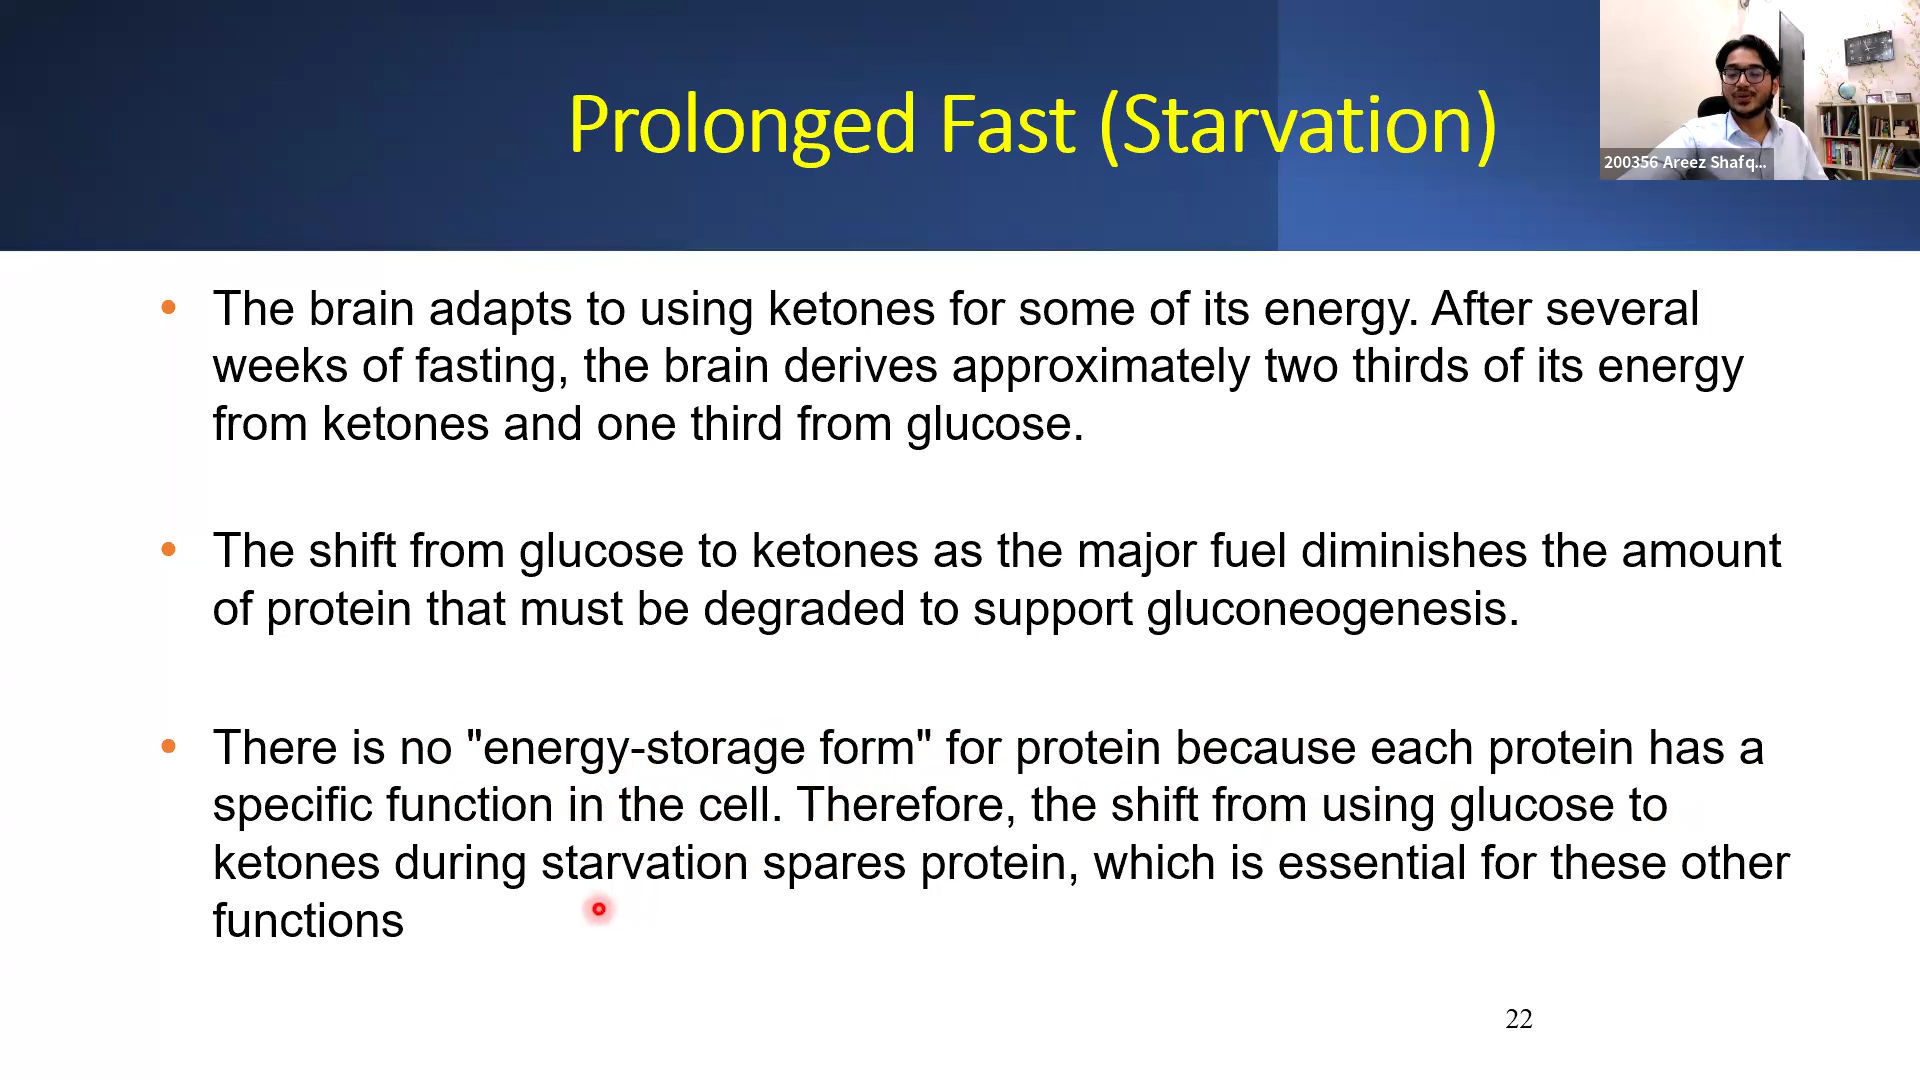 Prolonged Fast (Starvation)
200356 Areez Shafq...
• The brain adapts to using ketones for some of its energy. After several
weeks of fasting, the brain derives approximately two thirds of its energy
from ketones and one third from glucose.
• The shift from glucose to ketones as the major fuel diminishes the amount
of protein that must be degraded to support gluconeogenesis.
• There is no "energy-storage form" for protein because each protein has a
specific function in the cell. Therefore, the shift from using glucose to
ketones during starvation spares protein, which is essential for these other
functions
22